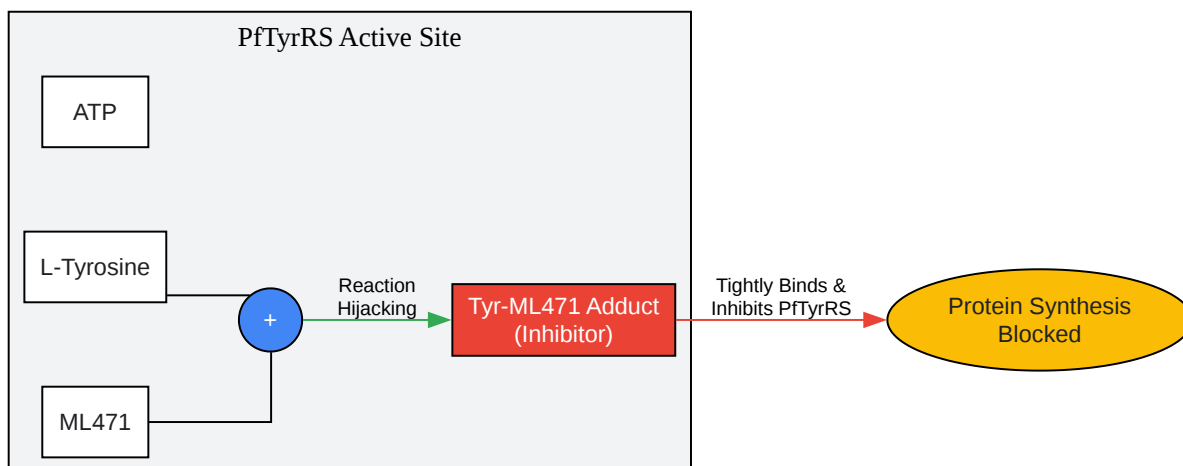 PfTyrRS Active Site
ATP
L-Tyrosine
ML471
+
Reaction
Hijacking
Tyr-ML471 Adduct
(Inhibitor)
Tightly Binds &
Inhibits PfTyrRS
Protein Synthesis
Blocked